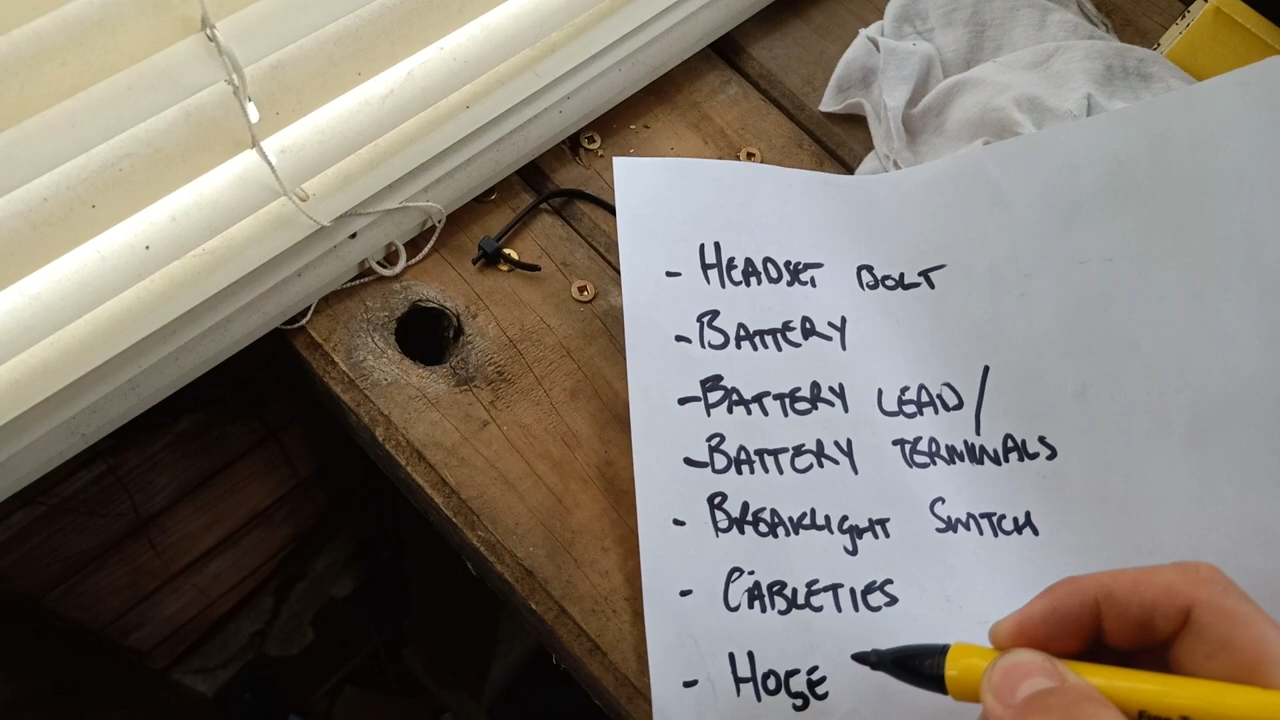 - HEADSET BOLT
- BATTERY
- BATTERY LEAD/
- BATTERY TERMINALS
- BREAKLIGHT SWITCH
- CABLETIES
- HOSE